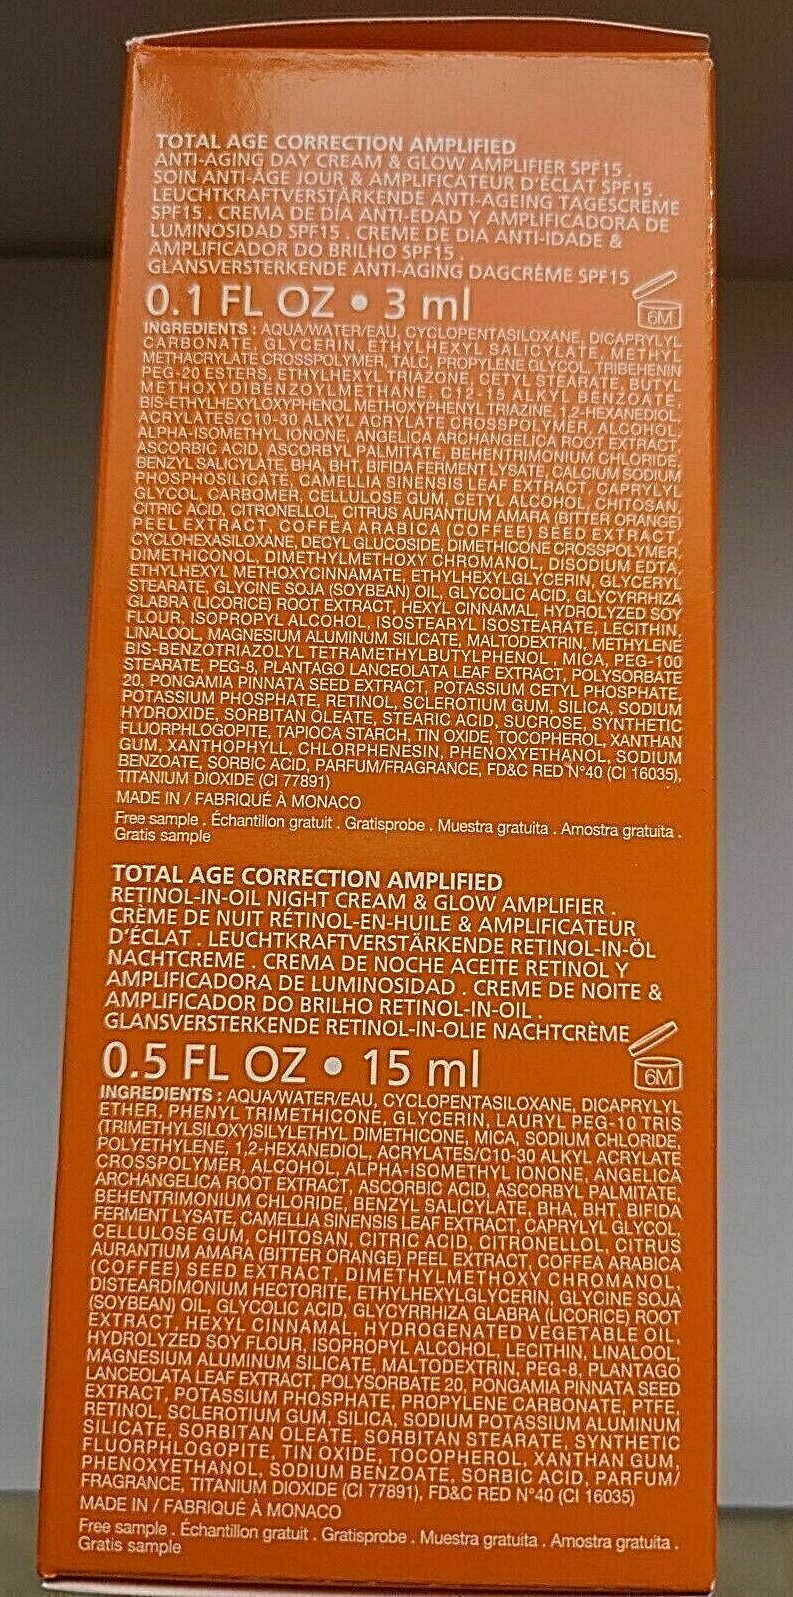 TOTAL AGE CORRECTION AMPLIFIED
ANTI-AGING DAY CREAM & GLOW AMPLIFIER SPF15 .
SOIN ANTI-ÂGE JOUR & AMPLIFICATEUR D'ÉCLAT SPF15 .
LEUCHTKRAFTVERSTÄRKENDE ANTI-AGEING TAGESCREME
SPF15 . CREMA DE DÍA ANTI-EDAD Y AMPLIFICADORA DE
LUMINOSIDAD SPF15 . CREME DE DIA ANTI-IDADE &
AMPLIFICADOR DO BRILHO SPF15 .
GLANSVERSTERKENDE ANTI-AGING DAGCRÈME SPF15
6M
0.1 FL OZ • 3 ml
INGREDIENTS : AQUA/WATER/EAU, CYCLOPENTASILOXANE, DICAPRYLYL
CARBONATE, GLYCERIN, ETHYLHEXYL SALICYLATE, METHYL
METHACRYLATE CROSSPOLYMER, TALC, PROPYLENE GLYCOL, TRIBEHENIN
PEG-20 ESTERS, ETHYLHEXYL TRIAZONE, CETYL STEARATE, BUTYL
METHOXYDIBENZOYLMETHANE, C12-15 ALKYL BENZOATE,
BIS-ETHYLHEXYLOXYPHENOL METHOXYPHENYL TRIAZINE, 1,2-HEXANEDIOL,
ACRYLATES/C10-30 ALKYL ACRYLATE CROSSPOLYMER, ALCOHOL,
ALPHA-ISOMETHYL IONONE, ANGELICA ARCHANGELICA ROOT EXTRACT,
ASCORBIC ACID, ASCORBYL PALMITATE, BEHENTRIMONIUM CHLORIDE,
BENZYL SALICYLATE, BHA, BHT, BIFIDA FERMENT LYSATE, CALCIUM SODIUM
PHOSPHOSILICATE, CAMELLIA SINENSIS LEAF EXTRACT, CAPRYLYL
GLYCOL, CARBOMER, CELLULOSE GUM, CETYL ALCOHOL, CHITOSAN,
CITRIC ACID, CITRONELLOL, CITRUS AURANTIUM AMARA (BITTER ORANGE)
PEEL EXTRACT, COFFEA ARABICA (COFFEE) SEED EXTRACT,
CYCLOHEXASILOXANE, DECYL GLUCOSIDE, DIMETHICONE CROSSPOLYMER,
DIMETHICONOL, DIMETHYLMETHOXY CHROMANOL, DISODIUM EDTA,
ETHYLHEXYL METHOXYCINNAMATE, ETHYLHEXYLGLYCERIN, GLYCERYL
STEARATE, GLYCINE SOJA (SOYBEAN) OIL, GLYCOLIC ACID, GLYCYRRHIZA
GLABRA (LICORICE) ROOT EXTRACT, HEXYL CINNAMAL, HYDROLYZED SOY
FLOUR, ISOPROPYL ALCOHOL, ISOSTEARYL ISOSTEARATE, LECITHIN,
LINALOOL, MAGNESIUM ALUMINUM SILICATE, MALTODEXTRIN, METHYLENE
BIS-BENZOTRIAZOLYL TETRAMETHYLBUTYLPHENOL , MICA, PEG-100
STEARATE, PEG-8, PLANTAGO LANCEOLATA LEAF EXTRACT, POLYSORBATE
20, PONGAMIA PINNATA SEED EXTRACT, POTASSIUM CETYL PHOSPHATE,
POTASSIUM PHOSPHATE, RETINOL, SCLEROTIUM GUM, SILICA, SODIUM
HYDROXIDE, SORBITAN OLEATE, STEARIC ACID, SUCROSE, SYNTHETIC
FLUORPHLOGOPITE, TAPIOCA STARCH, TIN OXIDE, TOCOPHEROL, XANTHAN
GUM, XANTHOPHYLL, CHLORPHENESIN, PHENOXYETHANOL, SODIUM
BENZOATE, SORBIC ACID, PARFUM/FRAGRANCE, FD&C RED N°40 (CI 16035),
TITANIUM DIOXIDE (CI 77891)
MADE IN / FABRIQUÉ À MONACO
Free sample . Échantillon gratuit . Gratisprobe . Muestra gratuita . Amostra gratuita .
Gratis sample
TOTAL AGE CORRECTION AMPLIFIED
RETINOL-IN-OIL NIGHT CREAM & GLOW AMPLIFIER .
CRÈME DE NUIT RÉTINOL-EN-HUILE & AMPLIFICATEUR
D'ÉCLAT . LEUCHTKRAFTVERSTÄRKENDE RETINOL-IN-ÖL
NACHTCREME . CREMA DE NOCHE ACEITE RETINOL Y
AMPLIFICADORA DE LUMINOSIDAD . CREME DE NOITE &
AMPLIFICADOR DO BRILHO RETINOL-IN-OIL .
GLANSVERSTERKENDE RETINOL-IN-OLIE NACHTCRÈME
6M
0.5 FL OZ • 15 ml
INGREDIENTS : AQUA/WATER/EAU, CYCLOPENTASILOXANE, DICAPRYLYL
ETHER, PHENYL TRIMETHICONE, GLYCERIN, LAURYL PEG-10 TRIS
(TRIMETHYLSILOXY)SILYLETHYL DIMETHICONE, MICA, SODIUM CHLORIDE,
POLYETHYLENE, 1,2-HEXANEDIOL, ACRYLATES/C10-30 ALKYL ACRYLATE
CROSSPOLYMER, ALCOHOL, ALPHA-ISOMETHYL IONONE, ANGELICA
ARCHANGELICA ROOT EXTRACT, ASCORBIC ACID, ASCORBYL PALMITATE,
BEHENTRIMONIUM CHLORIDE, BENZYL SALICYLATE, BHA, BHT, BIFIDA
FERMENT LYSATE, CAMELLIA SINENSIS LEAF EXTRACT, CAPRYLYL GLYCOL,
CELLULOSE GUM, CHITOSAN, CITRIC ACID, CITRONELLOL, CITRUS
AURANTIUM AMARA (BITTER ORANGE) PEEL EXTRACT, COFFEA ARABICA
(COFFEE) SEED EXTRACT, DIMETHYLMETHOXY CHROMANOL,
DISTEARDIMONIUM HECTORITE, ETHYLHEXYLGLYCERIN, GLYCINE SOJA
(SOYBEAN) OIL, GLYCOLIC ACID, GLYCYRRHIZA GLABRA (LICORICE) ROOT
EXTRACT, HEXYL CINNAMAL, HYDROGENATED VEGETABLE OIL,
HYDROLYZED SOY FLOUR, ISOPROPYL ALCOHOL, LECITHIN, LINALOOL,
MAGNESIUM ALUMINUM SILICATE, MALTODEXTRIN, PEG-8, PLANTAGO
LANCEOLATA LEAF EXTRACT, POLYSORBATE 20, PONGAMIA PINNATA SEED
EXTRACT, POTASSIUM PHOSPHATE, PROPYLENE CARBONATE, PTFE,
RETINOL, SCLEROTIUM GUM, SILICA, SODIUM POTASSIUM ALUMINUM
SILICATE, SORBITAN OLEATE, SORBITAN STEARATE, SYNTHETIC
FLUORPHLOGOPITE, TIN OXIDE, TOCOPHEROL, XANTHAN GUM,
PHENOXYETHANOL, SODIUM BENZOATE, SORBIC ACID, PARFUM/
FRAGRANCE, TITANIUM DIOXIDE (CI 77891), FD&C RED N°40 (CI 16035)
MADE IN / FABRIQUÉ À MONACO
Free sample . Échantillon gratuit . Gratisprobe . Muestra gratuita . Amostra gratuita .
Gratis sample